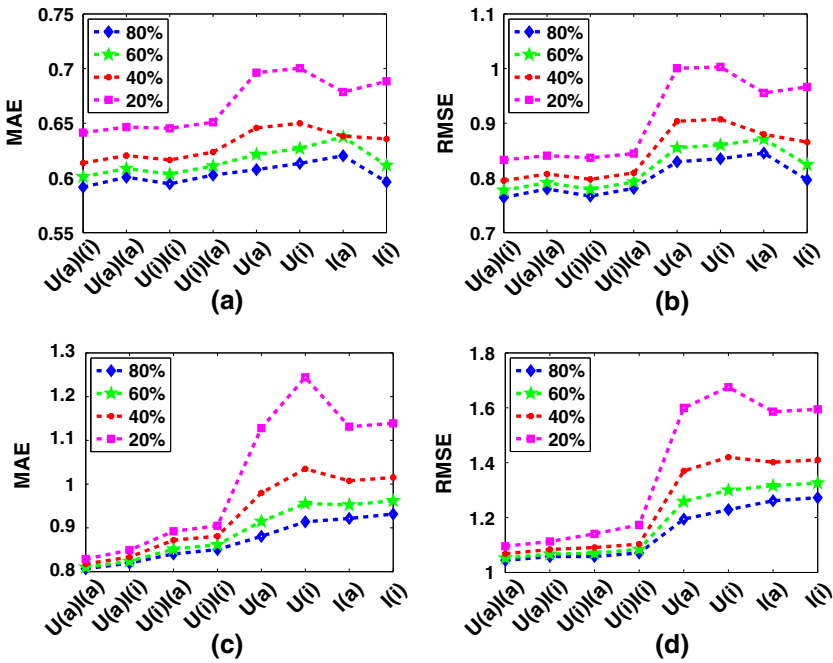 0.75
0.7
0.65
0.6
0.55
MAE
80%
60%
40%
20%
U(a)I(i)
U(a)I(a)
U(i)I(i)
U(i)I(a)
U(a)
U(i)
I(a)
I(i)
(a)
1.1
1
0.9
0.8
0.7
RMSE
80%
60%
40%
20%
U(a)I(i)
U(a)I(a)
U(i)I(i)
U(i)I(a)
U(a)
U(i)
I(a)
I(i)
(b)
1.3
1.2
1.1
1
0.9
0.8
MAE
80%
60%
40%
20%
U(a)I(a)
U(a)I(i)
U(i)I(a)
U(i)I(i)
U(a)
U(i)
I(a)
I(i)
(c)
1.8
1.6
1.4
1.2
1
RMSE
80%
60%
40%
20%
U(a)I(a)
U(a)I(i)
U(i)I(a)
U(i)I(i)
U(a)
U(i)
I(a)
I(i)
(d)